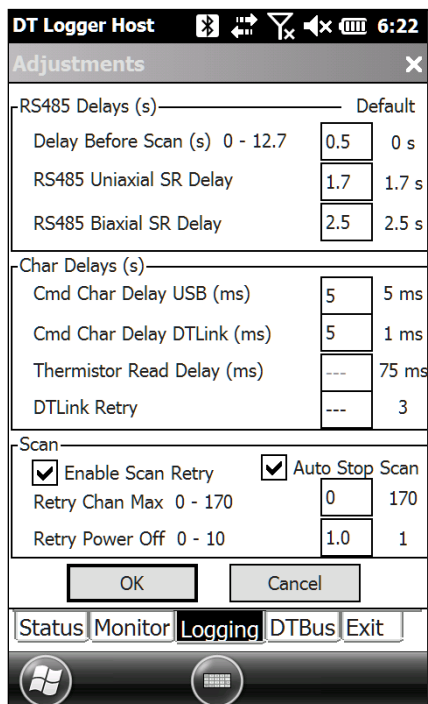 DT Logger Host 6:22
Adjustments
RS485 Delays (s) Default
Delay Before Scan (s) 0 - 12.7 0.5 0 s
RS485 Uniaxial SR Delay 1.7 1.7 s
RS485 Biaxial SR Delay 2.5 2.5 s
Char Delays (s)
Cmd Char Delay USB (ms) 5 5 ms
Cmd Char Delay DTLink (ms) 5 1 ms
Thermistor Read Delay (ms) --- 75 ms
DTLink Retry --- 3
Scan
Enable Scan Retry Auto Stop Scan
Retry Chan Max 0 - 170 0 170
Retry Power Off 0 - 10 1.0 1
OK Cancel
Status Monitor Logging DTBus Exit